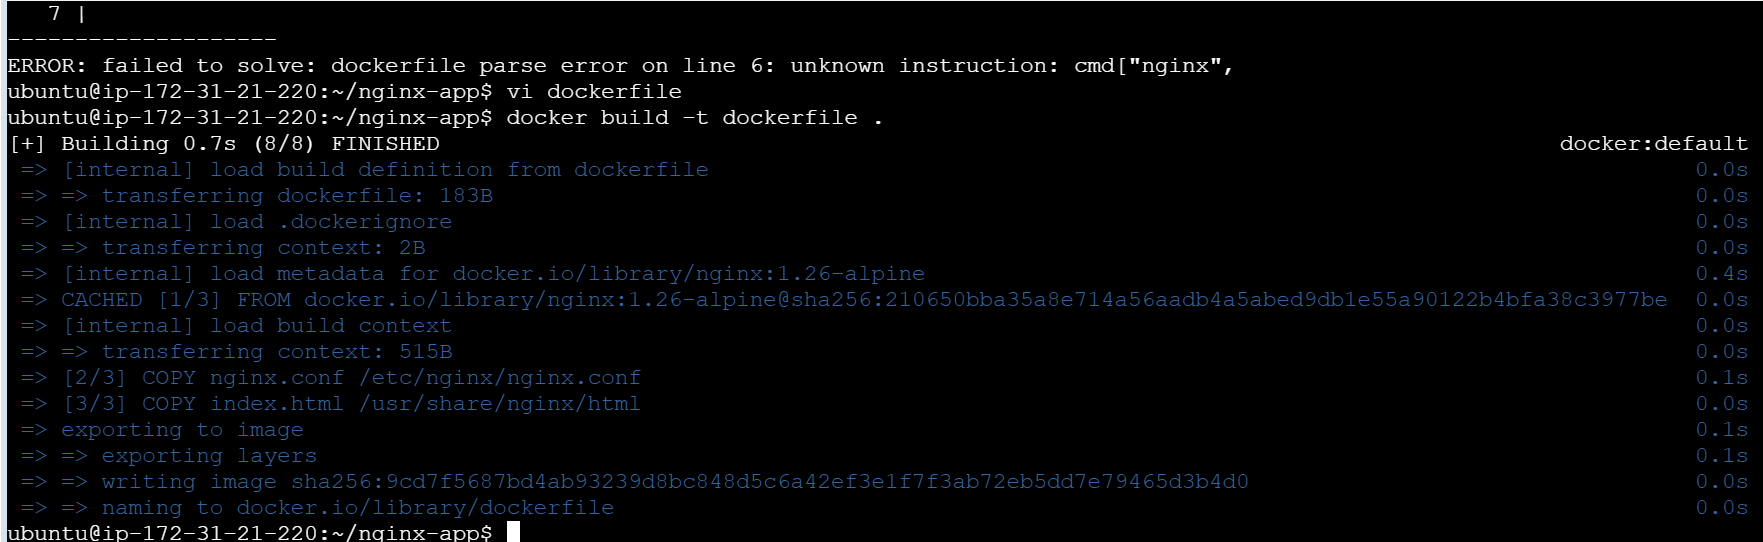 7 |
--------------------
ERROR: failed to solve: dockerfile parse error on line 6: unknown instruction: cmd["nginx",
ubuntu@ip-172-31-21-220:~/nginx-app$ vi dockerfile
ubuntu@ip-172-31-21-220:~/nginx-app$ docker build -t dockerfile .
[+] Building 0.7s (8/8) FINISHED docker:default
=> [internal] load build definition from dockerfile 0.0s
=> => transferring dockerfile: 183B 0.0s
=> [internal] load .dockerignore 0.0s
=> => transferring context: 2B 0.0s
=> [internal] load metadata for docker.io/library/nginx:1.26-alpine 0.4s
=> CACHED [1/3] FROM docker.io/library/nginx:1.26-alpine@sha256:210650bba35a8e714a56aadb4a5abed9db1e55a90122b4bfa38c3977be 0.0s
=> [internal] load build context 0.0s
=> => transferring context: 515B 0.0s
=> [2/3] COPY nginx.conf /etc/nginx/nginx.conf 0.1s
=> [3/3] COPY index.html /usr/share/nginx/html 0.0s
=> exporting to image 0.1s
=> => exporting layers 0.1s
=> => writing image sha256:9cd7f5687bd4ab93239d8bc848d5c6a42ef3e1f7f3ab72eb5dd7e79465d3b4d0 0.0s
=> => naming to docker.io/library/dockerfile 0.0s
ubuntu@ip-172-31-21-220:~/nginx-app$